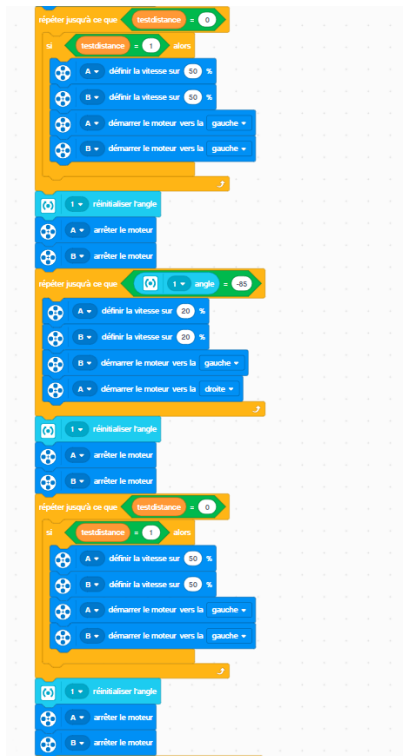 répéter jusqu'à ce que testdistance = 0
si testdistance = 1 alors
A définir la vitesse sur 50 %
B définir la vitesse sur 50 %
A démarrer le moteur vers la gauche
B démarrer le moteur vers la gauche
1 réinitialiser l'angle
A arrêter le moteur
B arrêter le moteur
répéter jusqu'à ce que 1 angle = -85
A définir la vitesse sur 20 %
B définir la vitesse sur 20 %
B démarrer le moteur vers la gauche
A démarrer le moteur vers la droite
1 réinitialiser l'angle
A arrêter le moteur
B arrêter le moteur
répéter jusqu'à ce que testdistance = 0
si testdistance = 1 alors
A définir la vitesse sur 50 %
B définir la vitesse sur 50 %
A démarrer le moteur vers la gauche
B démarrer le moteur vers la gauche
1 réinitialiser l'angle
A arrêter le moteur
B arrêter le moteur